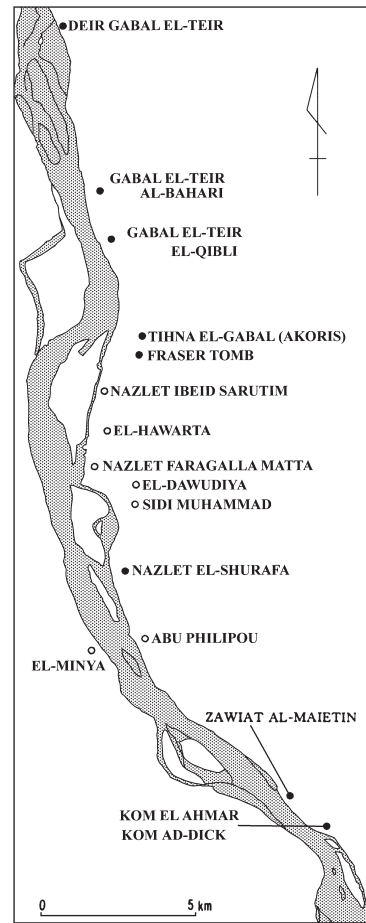 DEIR GABAL EL-TEIR
GABAL EL-TEIR
AL-BAHARI
GABAL EL-TEIR
EL-QIBLI
TIHNA EL-GABAL (AKORIS)
FRASER TOMB
NAZLET IBEID SARUTIM
EL-HAWARTA
NAZLET FARAGALLA MATTA
EL-DAWUDIYA
SIDI MUHAMMAD
NAZLET EL-SHURAFA
ABU PHILIPOU
EL-MINYA
ZAWIAT AL-MAIETIN
KOM EL AHMAR
KOM AD-DICK
0 5
km